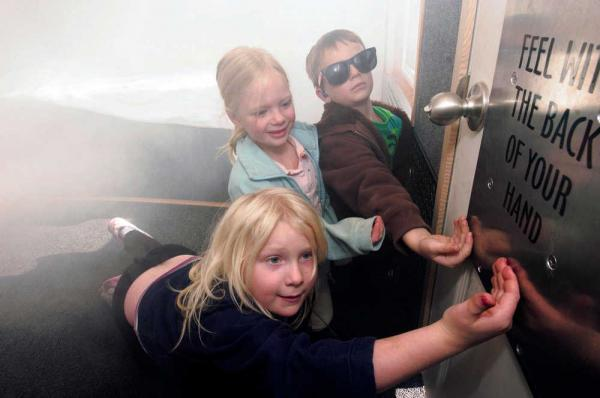 FEEL WIT
THE BACK
OF YOUR
HAND